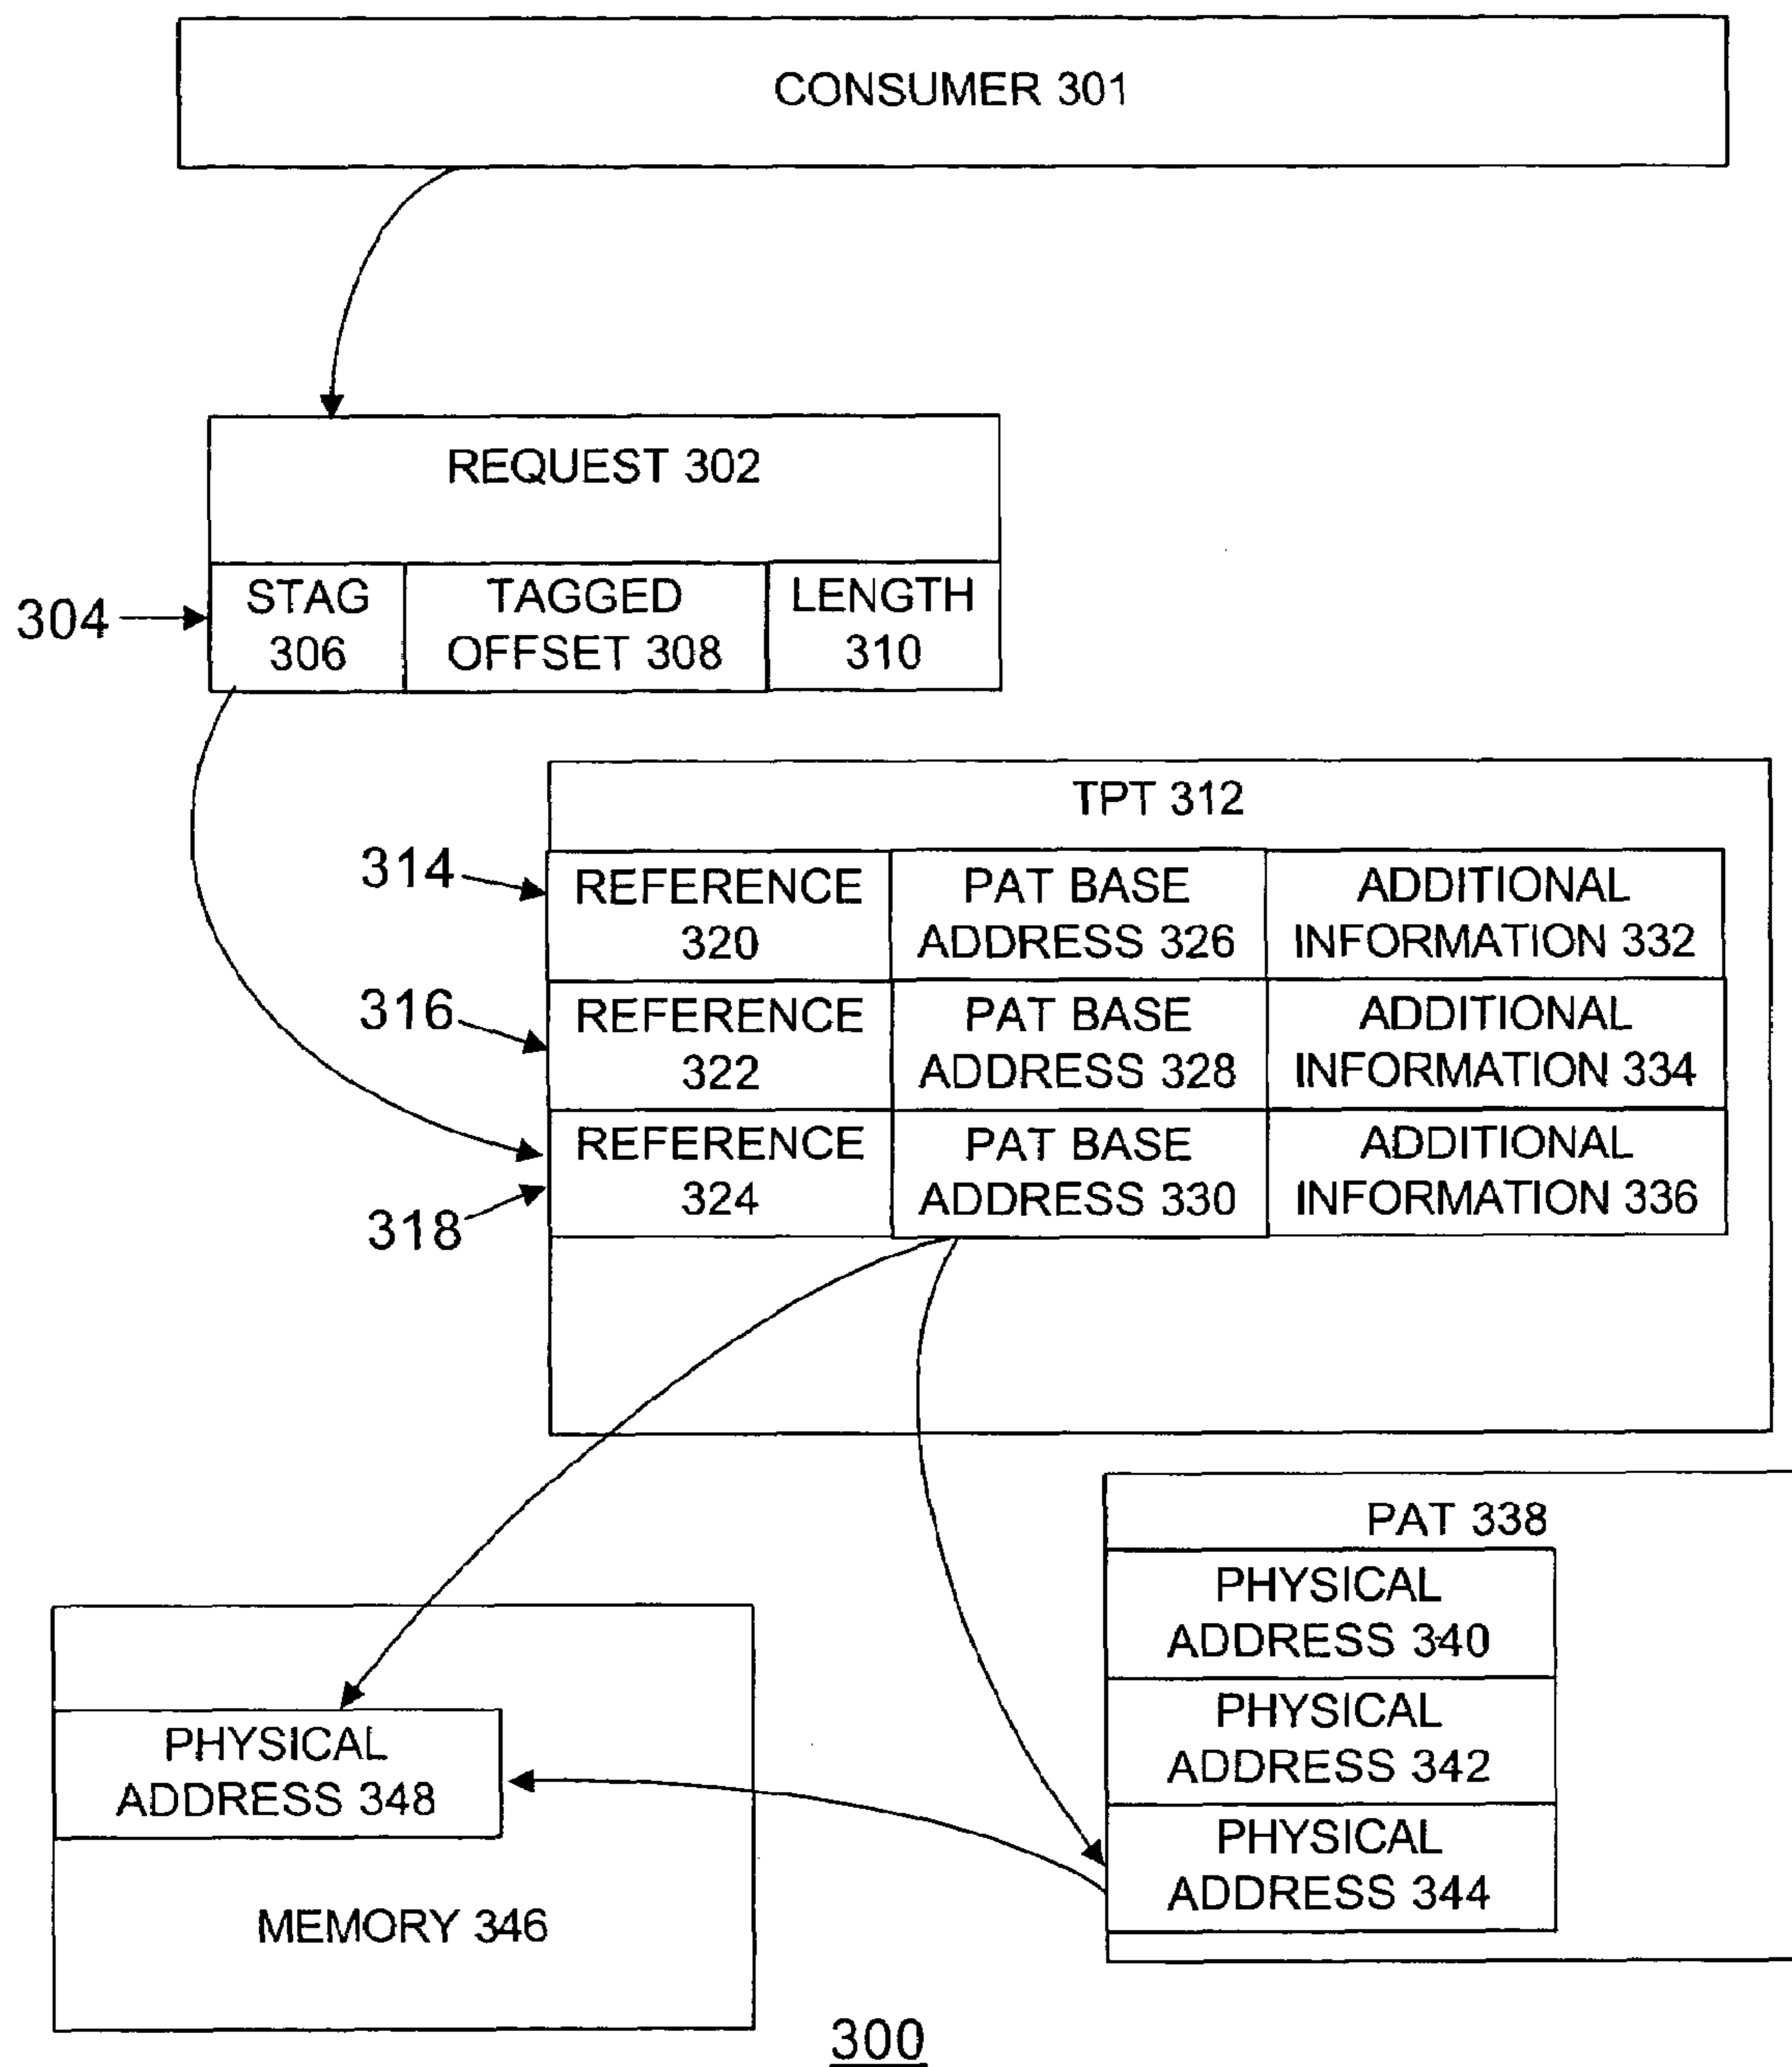 CONSUMER 301
REQUEST 302
304
STAG
306
TAGGED
OFFSET 308
LENGTH
310
TPT 312
314
REFERENCE
320
PAT BASE
ADDRESS 326
ADDITIONAL
INFORMATION 332
316
REFERENCE
322
PAT BASE
ADDRESS 328
ADDITIONAL
INFORMATION 334
318
REFERENCE
324
PAT BASE
ADDRESS 330
ADDITIONAL
INFORMATION 336
PAT 338
PHYSICAL
ADDRESS 340
PHYSICAL
ADDRESS 342
PHYSICAL
ADDRESS 344
PHYSICAL
ADDRESS 348
MEMORY 346
300